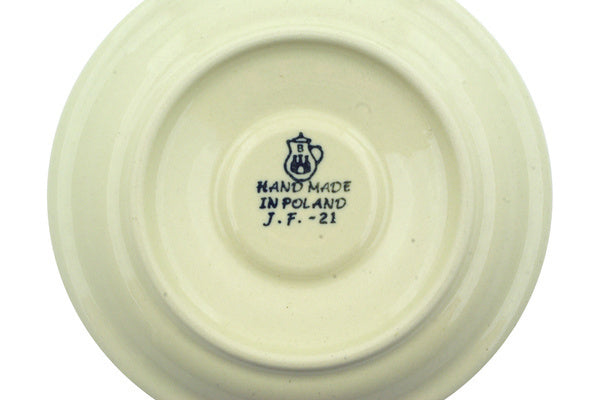 B
HAND MADE
IN POLAND
J.F.-21